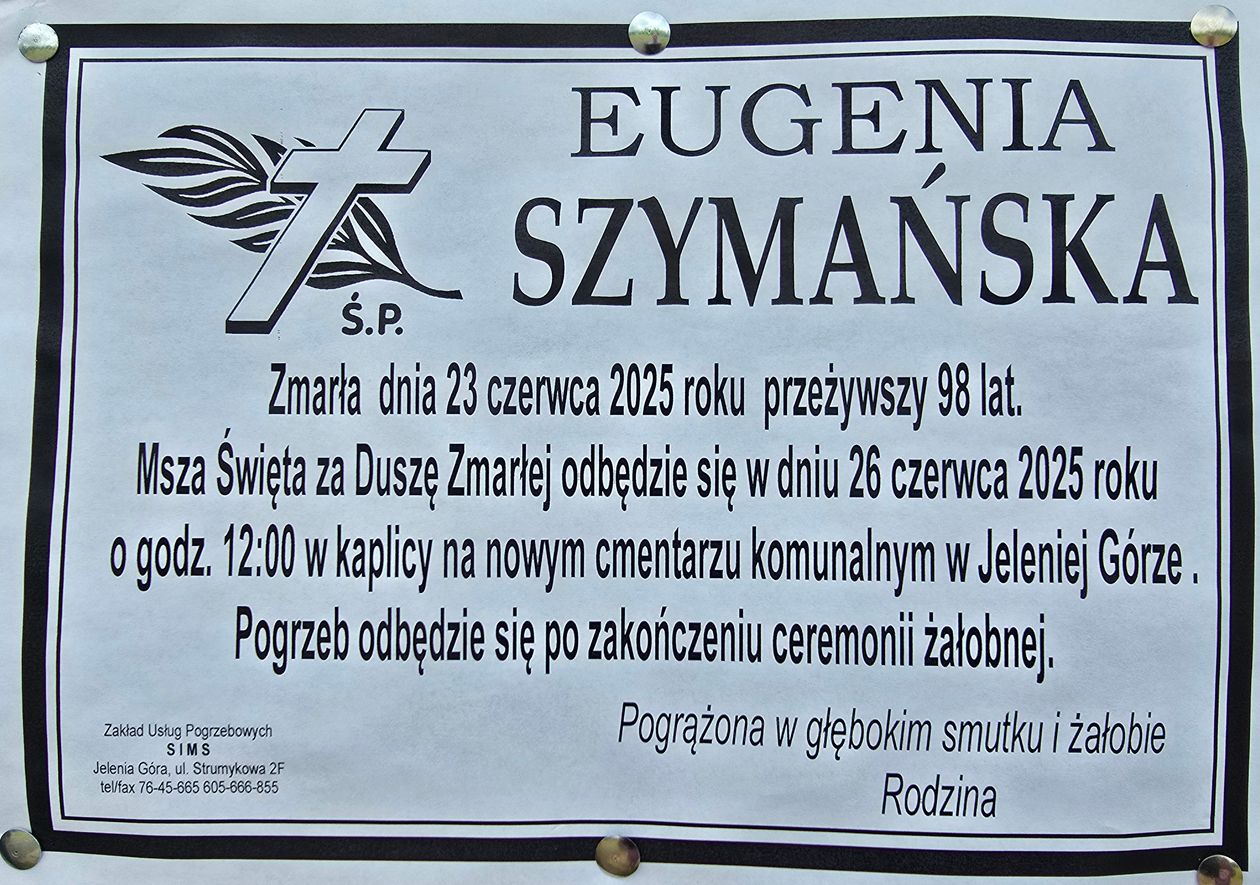 EUGENIA
SZYMAŃSKA
Ś.P.
Zmarła dnia 23 czerwca 2025 roku przeżywszy 98 lat.
Msza Święta za Duszę Zmarłej odbędzie się w dniu 26 czerwca 2025 roku
o godz. 12:00 w kaplicy na nowym cmentarzu komunalnym w Jeleniej Górze .
Pogrzeb odbędzie się po zakończeniu ceremonii żałobnej.
Pogrążona w głębokim smutku i żałobie
Rodzina
Zakład Usług Pogrzebowych
SIMS
Jelenia Góra, ul. Strumykowa 2F
tel/fax 76-45-665 605-666-855